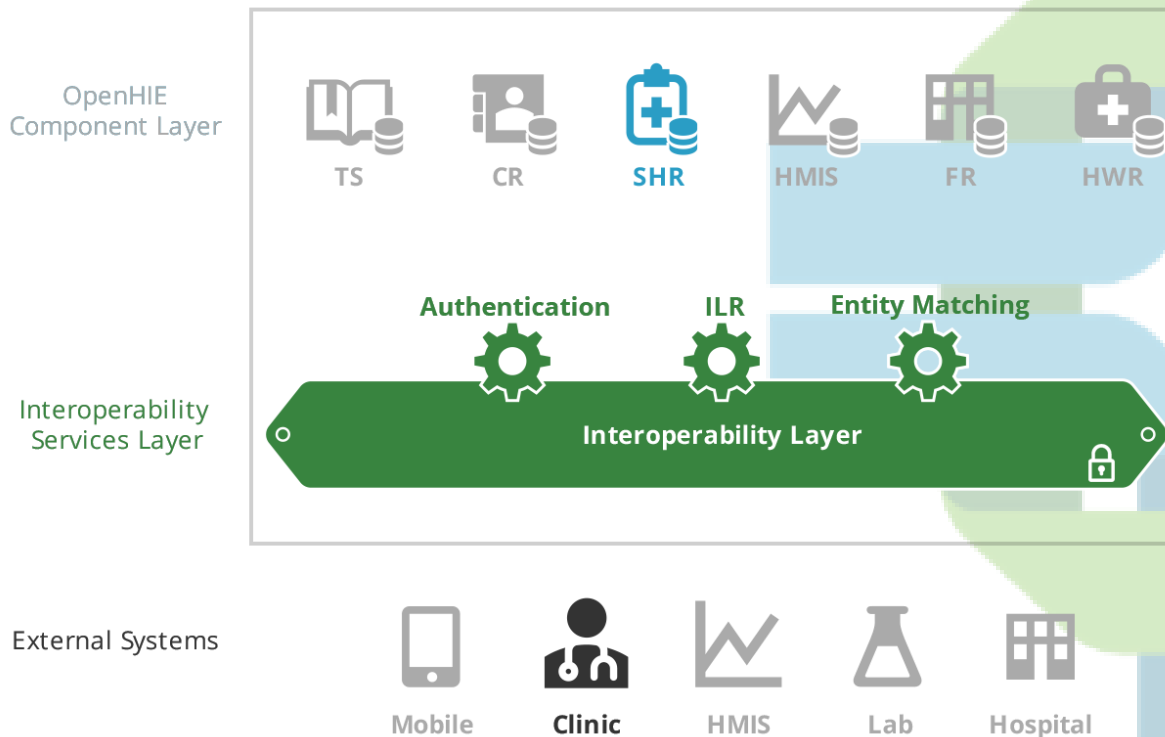 OpenHIE
Component Layer
TS
CR
SHR
HMIS
FR
HWR
Authentication
ILR
Entity Matching
Interoperability
Services Layer
Interoperability Layer
External Systems
Mobile
Clinic
HMIS
Lab
Hospital